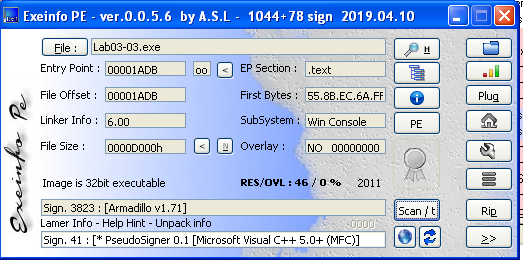 Exeinfo PE - ver.0.0.5.6 by A.S.L - 1044+78 sign 2019.04.10
File : Lab03-03.exe H
Entry Point : 00001ADB oo < EP Section : .text
File Offset : 00001ADB First Bytes : 55.8B.EC.6A.FF Plug
Linker Info : 6.00 SubSystem : Win Console PE
File Size : 0000D000h < N Overlay : NO 00000000
Image is 32bit executable RES/OVL : 46 / 0 % 2011
Sign. 3823 : [Armadillo v1.71] Scan / t Rip
Lamer Info - Help Hint - Unpack info
Sign. 41 : [* PseudoSigner 0.1 [Microsoft Visual C++ 5.0+ (MFC)] >>
Exeinfo Pe